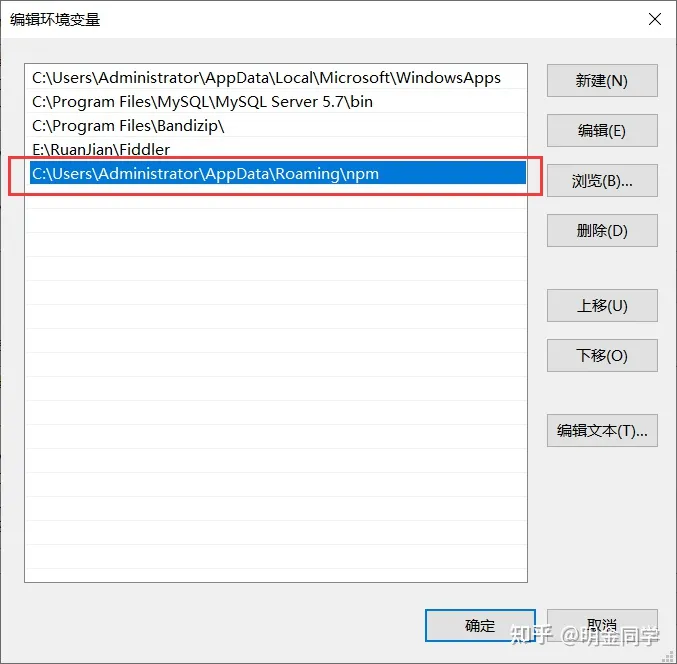 编辑环境变量
C:\Users\Administrator\AppData\Local\Microsoft\WindowsApps
新建(N)
C:\Program Files\MySQL\MySQL Server 5.7\bin
C:\Program Files\Bandizip\
编辑(E)
E:\RuanJian\Fiddler
C:\Users\Administrator\AppData\Roaming\npm
浏览(B)...
删除(D)
上移(U)
下移(O)
编辑文本(T)...
确定
取消
知乎 @明金同学